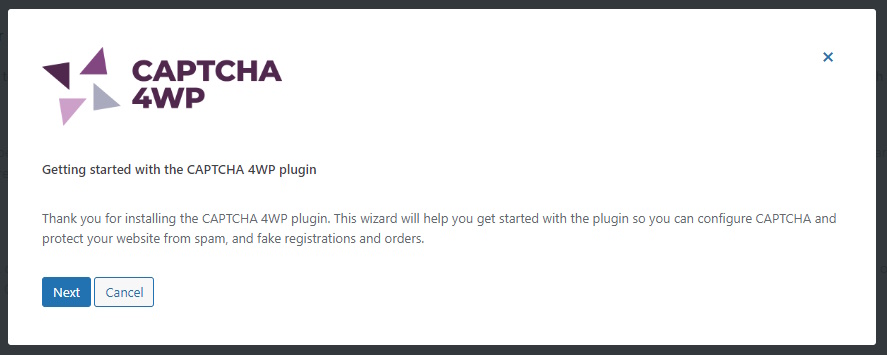 CAPTCHA
4WP
×
Getting started with the CAPTCHA 4WP plugin
Thank you for installing the CAPTCHA 4WP plugin. This wizard will help you get started with the plugin so you can configure CAPTCHA and
protect your website from spam, and fake registrations and orders.
Next Cancel